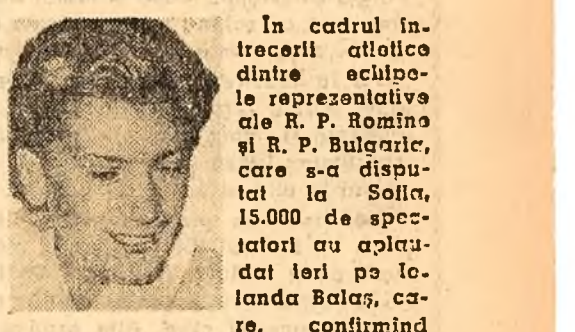 În cadrul în-
trecerii atletice
dintre echipe-
le reprezentative
ale R. P. Romîne
și R. P. Bulgaria,
care s-a dispu-
tat la Sofia,
15.000 de spec-
tatori au aplau-
dat ieri pe Io-
landa Balaș, ca-
re, confirmind